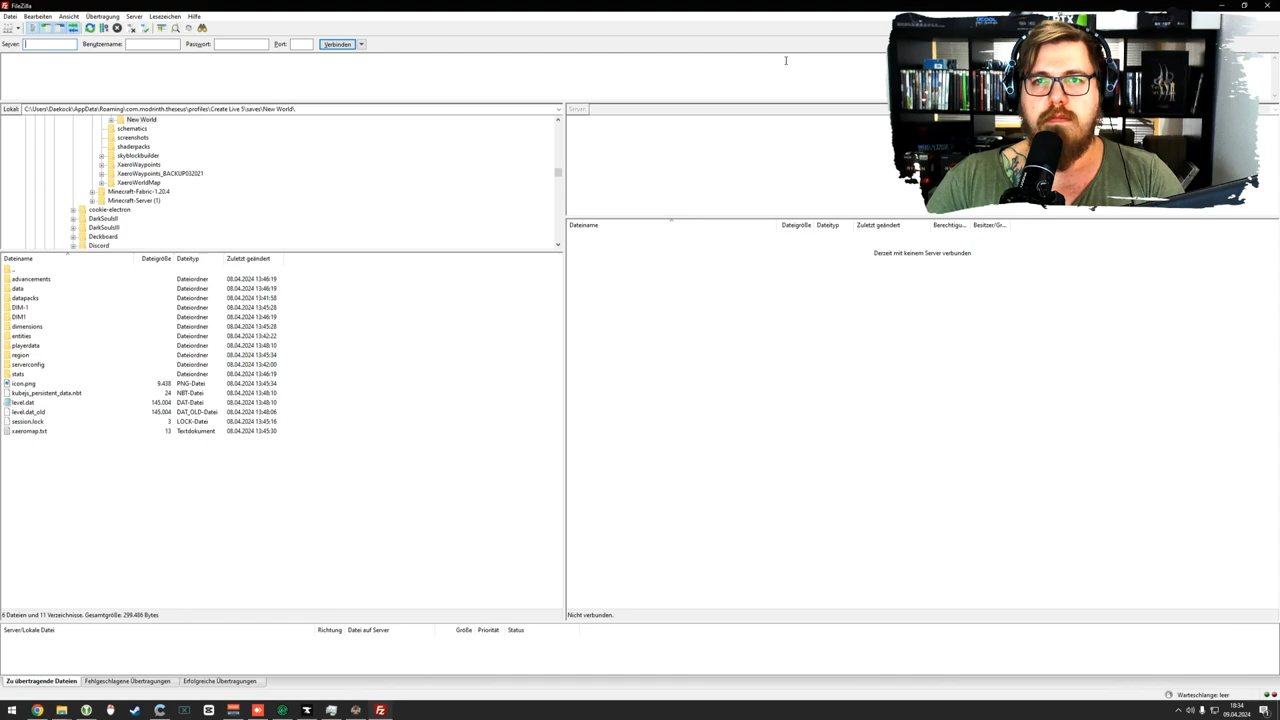 FileZilla
Datei Bearbeiten Ansicht Übertragung Server Lesezeichen Hilfe
Server: Benutzername: Passwort: Port: Verbinden
Lokal: C:\Users\Daekock\AppData\Roaming\com.modrinth.theseus\profiles\Create Live 5\saves\New World\
Server:
New World
schematics
screenshots
shaderpacks
skyblockbuilder
XaeroWaypoints
XaeroWaypoints_BACKUP032021
XaeroWorldMap
Minecraft-Fabric-1.20.4
Minecraft-Server (1)
cookie-electron
DarkSoulsII
DarkSoulsIII
Deckboard
Discord
Dateiname Dateigröße Dateityp Zuletzt geändert Berechtigu... Besitzer/Gr...
Derzeit mit keinem Server verbunden
Dateiname Dateigröße Dateityp Zuletzt geändert
..
advancements Dateiordner 08.04.2024 13:46:19
data Dateiordner 08.04.2024 13:46:19
datapacks Dateiordner 08.04.2024 13:41:58
DIM-1 Dateiordner 08.04.2024 13:45:28
DIM1 Dateiordner 08.04.2024 13:46:19
dimensions Dateiordner 08.04.2024 13:45:28
entities Dateiordner 08.04.2024 13:42:22
playerdata Dateiordner 08.04.2024 13:48:10
region Dateiordner 08.04.2024 13:45:34
serverconfig Dateiordner 08.04.2024 13:42:00
stats Dateiordner 08.04.2024 13:46:19
icon.png 9.438 PNG-Datei 08.04.2024 13:45:34
kubejs_persistent_data.nbt 24 NBT-Datei 08.04.2024 13:48:10
level.dat 145.004 DAT-Datei 08.04.2024 13:48:10
level.dat_old 145.004 DAT_OLD-Datei 08.04.2024 13:48:06
session.lock 3 LOCK-Datei 08.04.2024 13:45:16
xaeromap.txt 13 Textdokument 08.04.2024 13:45:30
6 Dateien und 11 Verzeichnisse. Gesamtgröße: 299.486 Bytes
Nicht verbunden.
Server/Lokale Datei Richtung Datei auf Server Größe Priorität Status
Zu übertragende Dateien Fehlgeschlagene Übertragungen Erfolgreiche Übertragungen
Warteschlange: leer
18:34
09.04.2024